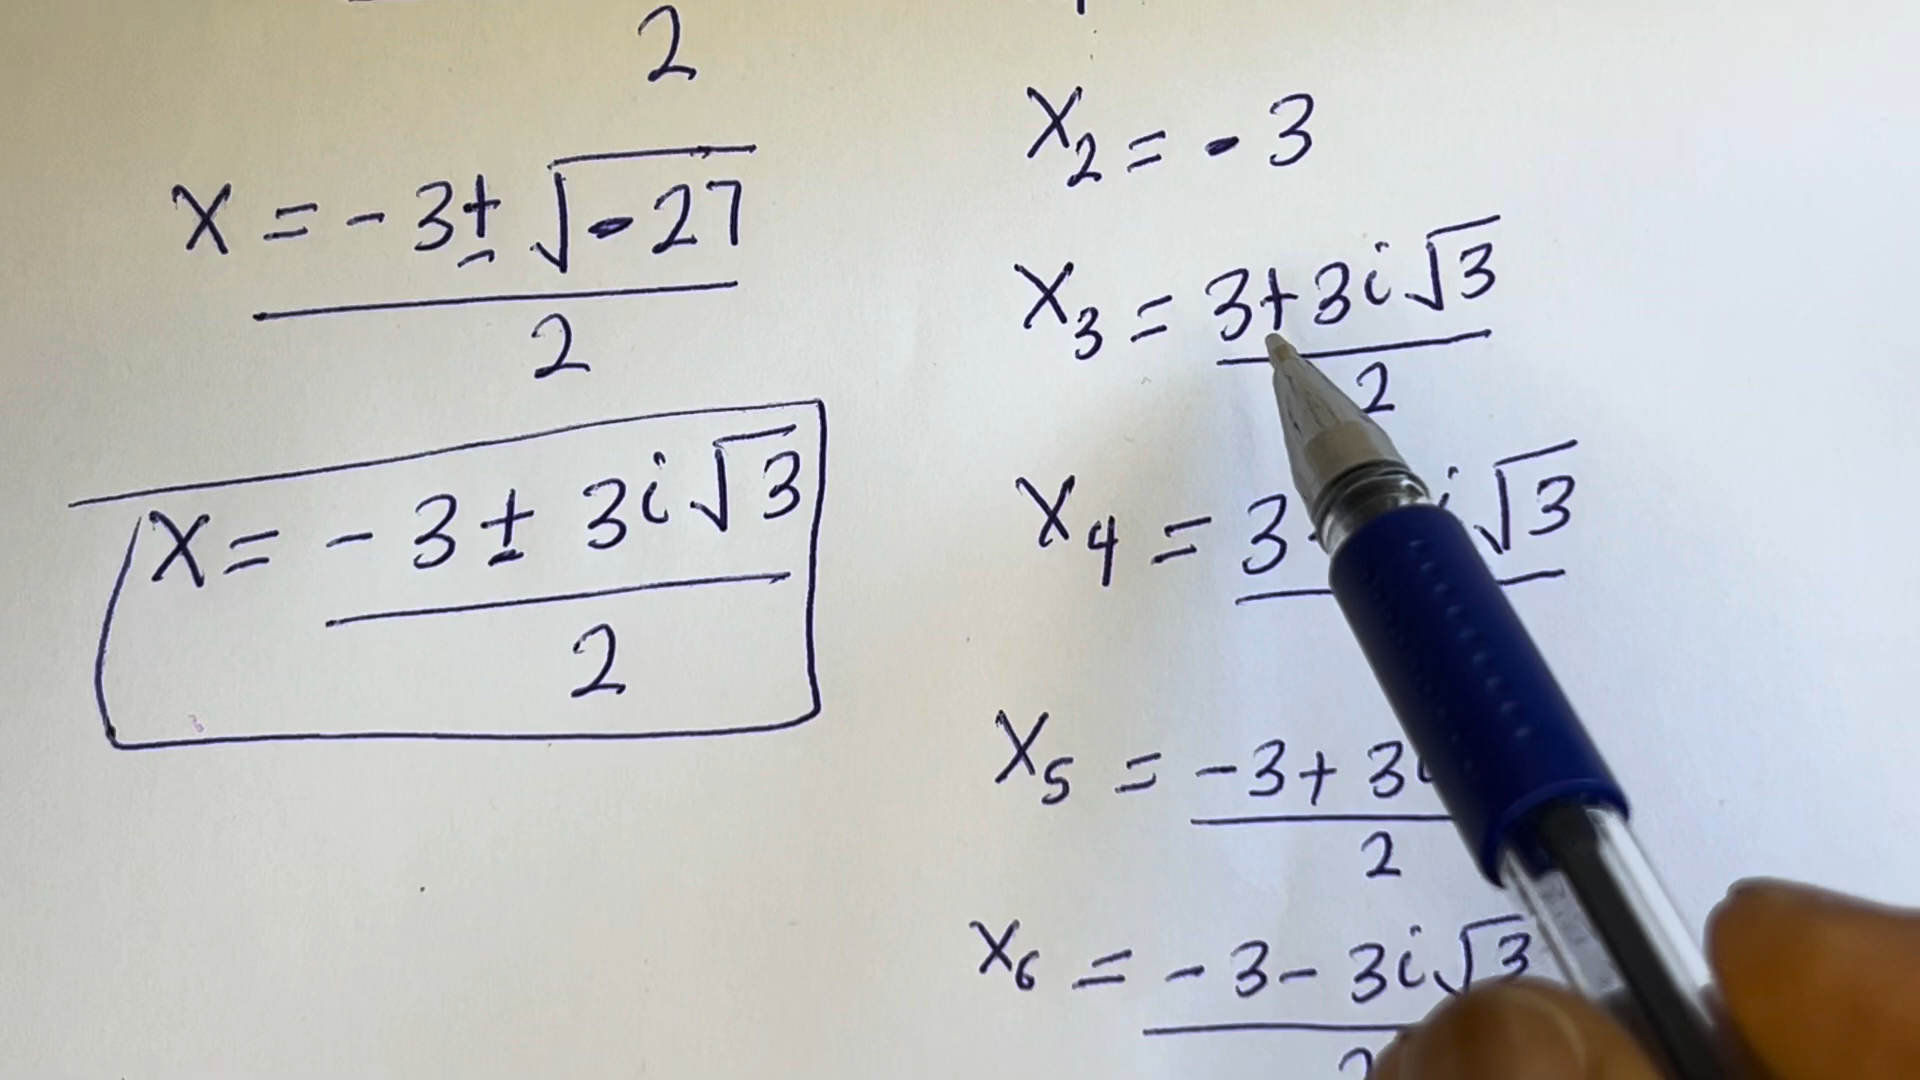 2
x = -3 ± √-27
2
x = -3 ± 3i√3
2
x₂ = -3
x₃ = 3+3i√3
2
x₄ = 3 i√3
x₅ = -3+3i
2
x₆ = -3-3i√3